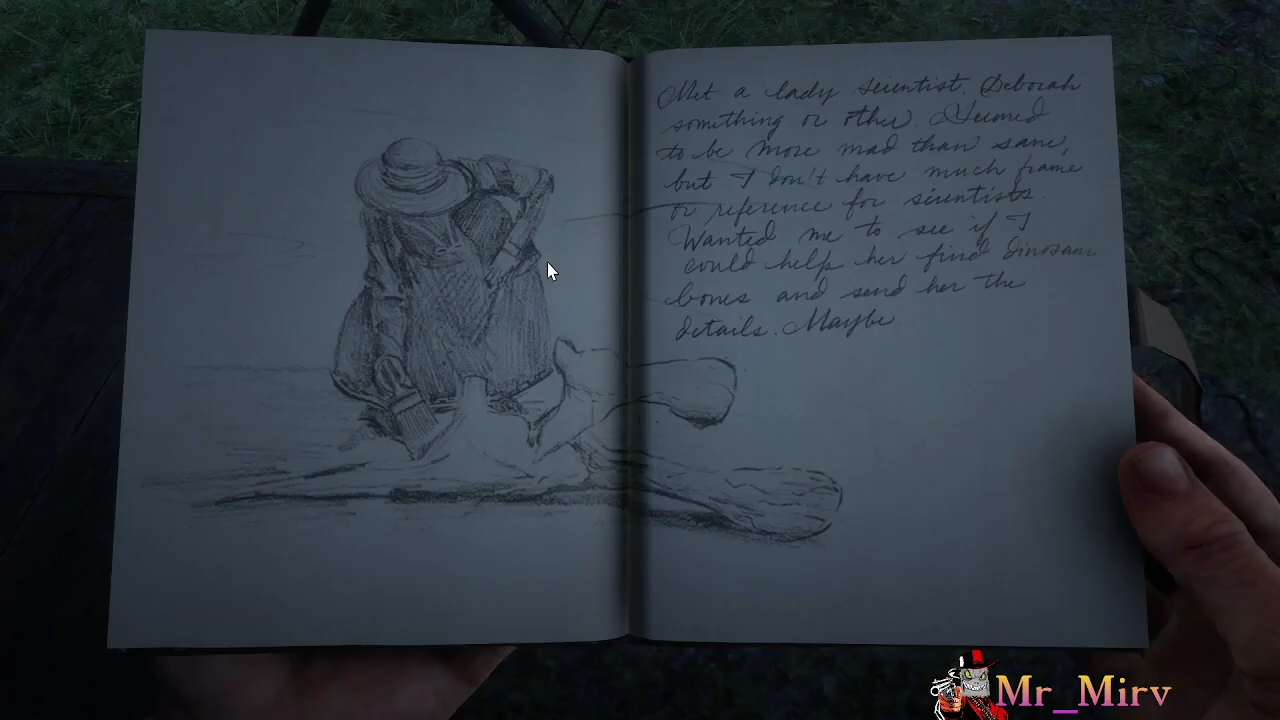 Met a lady scientist. Deborah
something or other. Seemed
to be more mad than sane,
but I don't have much frame
or reference for scientists.
Wanted me to see if I
could help her find dinosaur
bones and send her the
details. Maybe.
Mr_Mirv